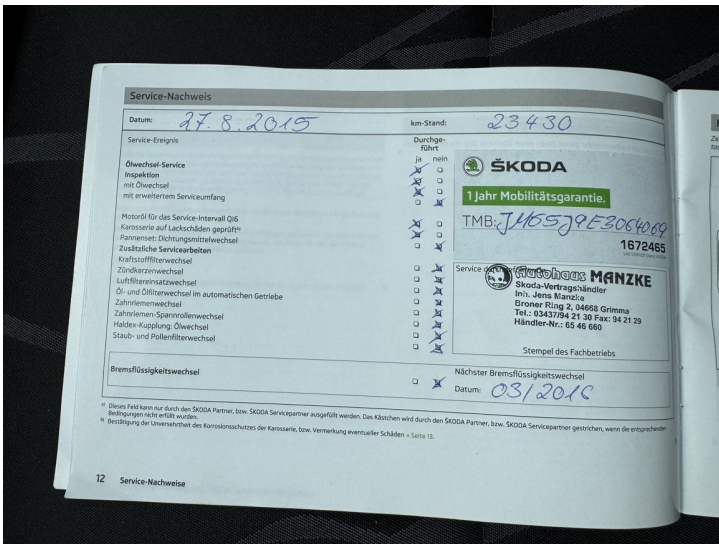 Service-Nachweis
Datum: 27.8.2015 km-Stand: 23430
Service-Ereignis Durchge-
führt
ja nein
Ölwechsel-Service
Inspektion
mit Ölwechsel
mit erweitertem Serviceumfang
Motoröl für das Service-Intervall QI6
Karosserie auf Lackschäden geprüft
Pannenset: Dichtungsmittelwechsel
Zusätzliche Servicearbeiten
Kraftstofffilterwechsel
Zündkerzenwechsel
Luftfiltereinsatzwechsel
Öl- und Ölfilterwechsel im automatischen Getriebe
Zahnriemenwechsel
Zahnriemen-Spannrollenwechsel
Haldex-Kupplung: Ölwechsel
Staub- und Pollenfilterwechsel
ŠKODA
1 Jahr Mobilitätsgarantie.
TMB: JM65J9E3064069
1672465
Service
Autohaus MANZKE
Skoda-Vertragshändler
Inh. Jens Manzke
Broner Ring 2, 04668 Grimma
Tel.: 03437/94 21 30 Fax: 94 21 29
Händler-Nr.: 65 46 660
Stempel des Fachbetriebs
Bremsflüssigkeitswechsel
Nächster Bremsflüssigkeitswechsel
Datum: 03/2016
a) Dieses Feld kann nur durch den ŠKODA Partner, bzw. ŠKODA Servicepartner ausgefüllt werden. Das Kästchen wird durch den ŠKODA Partner, bzw. ŠKODA Servicepartner gestrichen, wenn die entsprechenden
Bedingungen nicht erfüllt wurden.
b) Bestätigung der Unversehrtheit des Korrosionsschutzes der Karosserie, bzw. Vermerkung eventueller Schäden » Seite 13.
12 Service-Nachweise